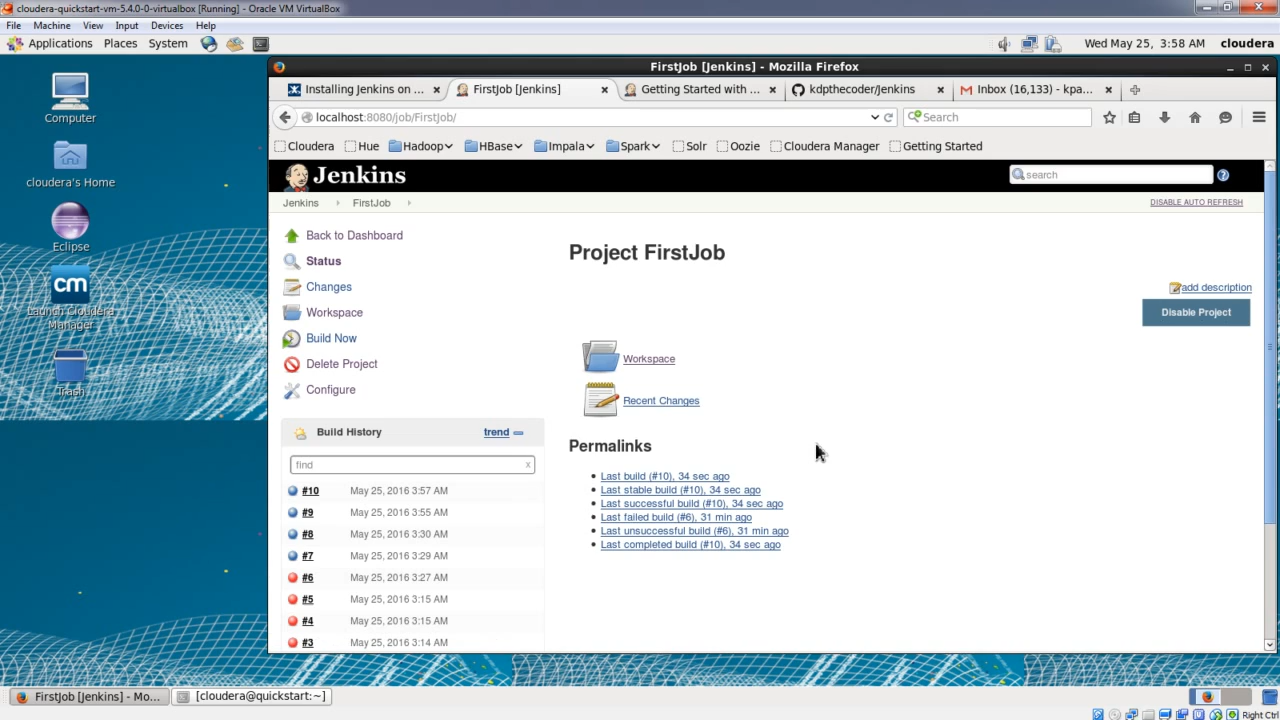 cloudera-quickstart-vm-5.4.0-0-virtualbox [Running] - Oracle VM VirtualBox
File Machine View Input Devices Help
Applications Places System Wed May 25, 3:58 AM cloudera
Computer
cloudera's Home
Eclipse
cm
Launch Cloudera Manager
Trash
FirstJob [Jenkins] - Mozilla Firefox
Installing Jenkins on ... FirstJob [Jenkins] Getting Started with ... kdpthecoder/Jenkins Inbox (16,133) - kpa...
localhost:8080/job/FirstJob/ Search
Cloudera Hue Hadoop HBase Impala Spark Solr Oozie Cloudera Manager Getting Started
Jenkins search
Jenkins FirstJob DISABLE AUTO REFRESH
Back to Dashboard
Status
Changes
Workspace
Build Now
Delete Project
Configure
Build History trend
find x
#10 May 25, 2016 3:57 AM
#9 May 25, 2016 3:55 AM
#8 May 25, 2016 3:30 AM
#7 May 25, 2016 3:29 AM
#6 May 25, 2016 3:27 AM
#5 May 25, 2016 3:15 AM
#4 May 25, 2016 3:15 AM
#3 May 25, 2016 3:14 AM
Project FirstJob
add description
Disable Project
Workspace
Recent Changes
Permalinks
Last build (#10), 34 sec ago
Last stable build (#10), 34 sec ago
Last successful build (#10), 34 sec ago
Last failed build (#6), 31 min ago
Last unsuccessful build (#6), 31 min ago
Last completed build (#10), 34 sec ago
FirstJob [Jenkins] - Mo... [cloudera@quickstart:~]
Right Ctrl